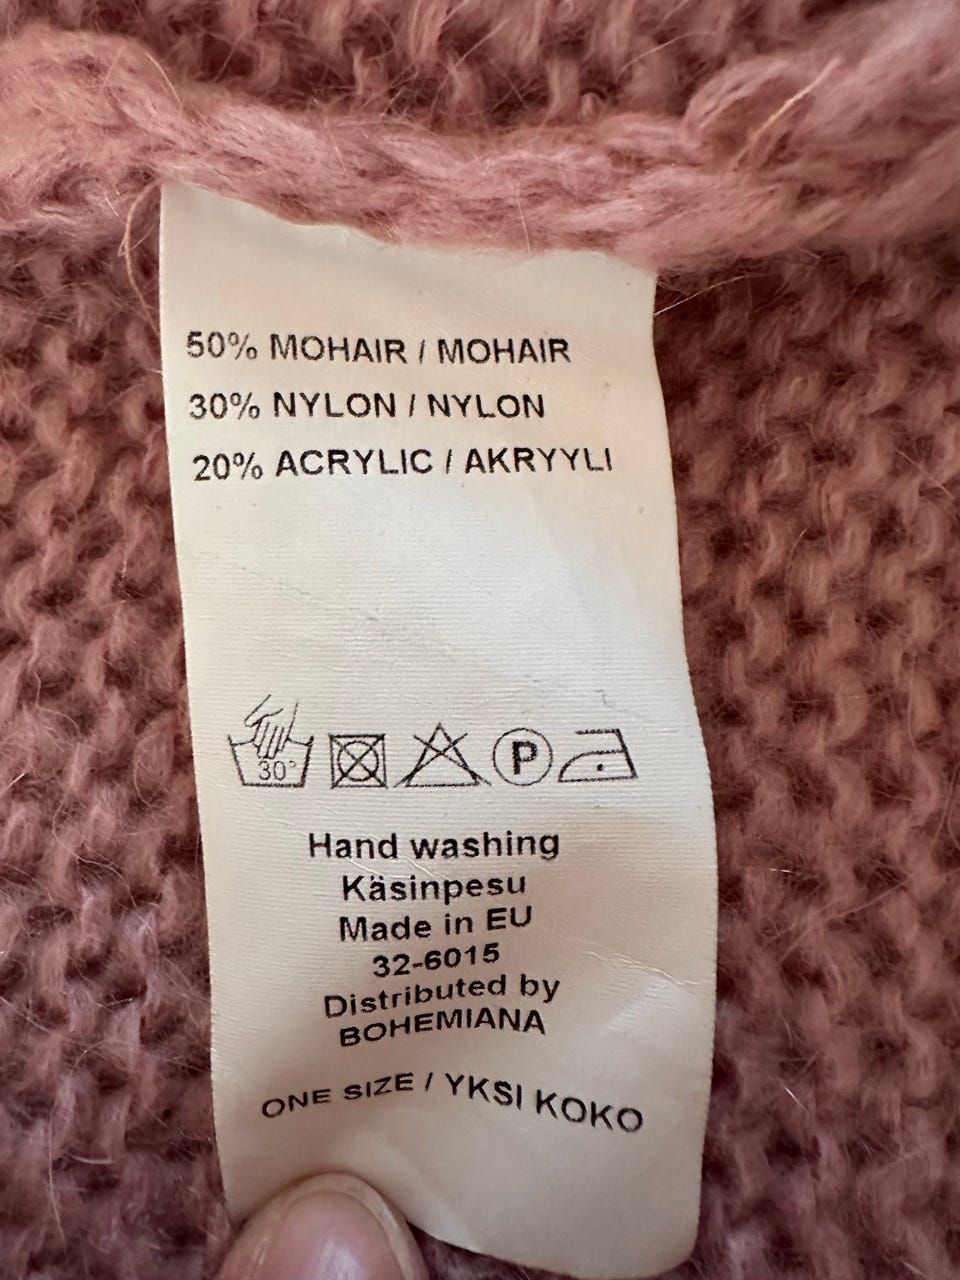 50% MOHAIR / MOHAIR
30% NYLON / NYLON
20% ACRYLIC / AKRYYLI
30° P
Hand washing
Käsinpesu
Made in EU
32-6015
Distributed by
BOHEMIANA
ONE SIZE / YKSI KOKO